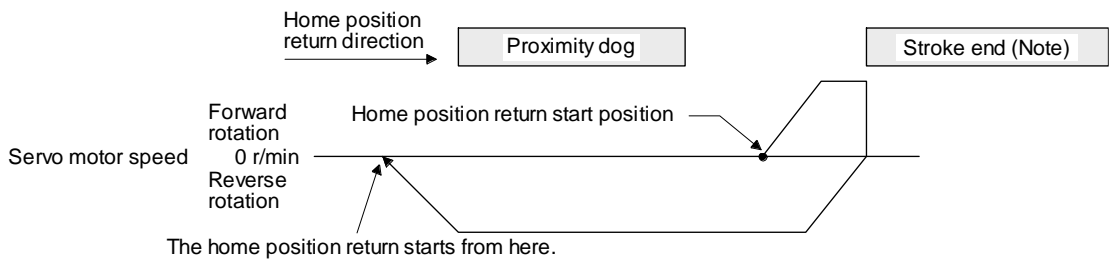 Home position
return direction
Proximity dog
Stroke end (Note)
Forward
rotation
Home position return start position
Servo motor speed 0 r/min
Reverse
rotation
The home position return starts from here.